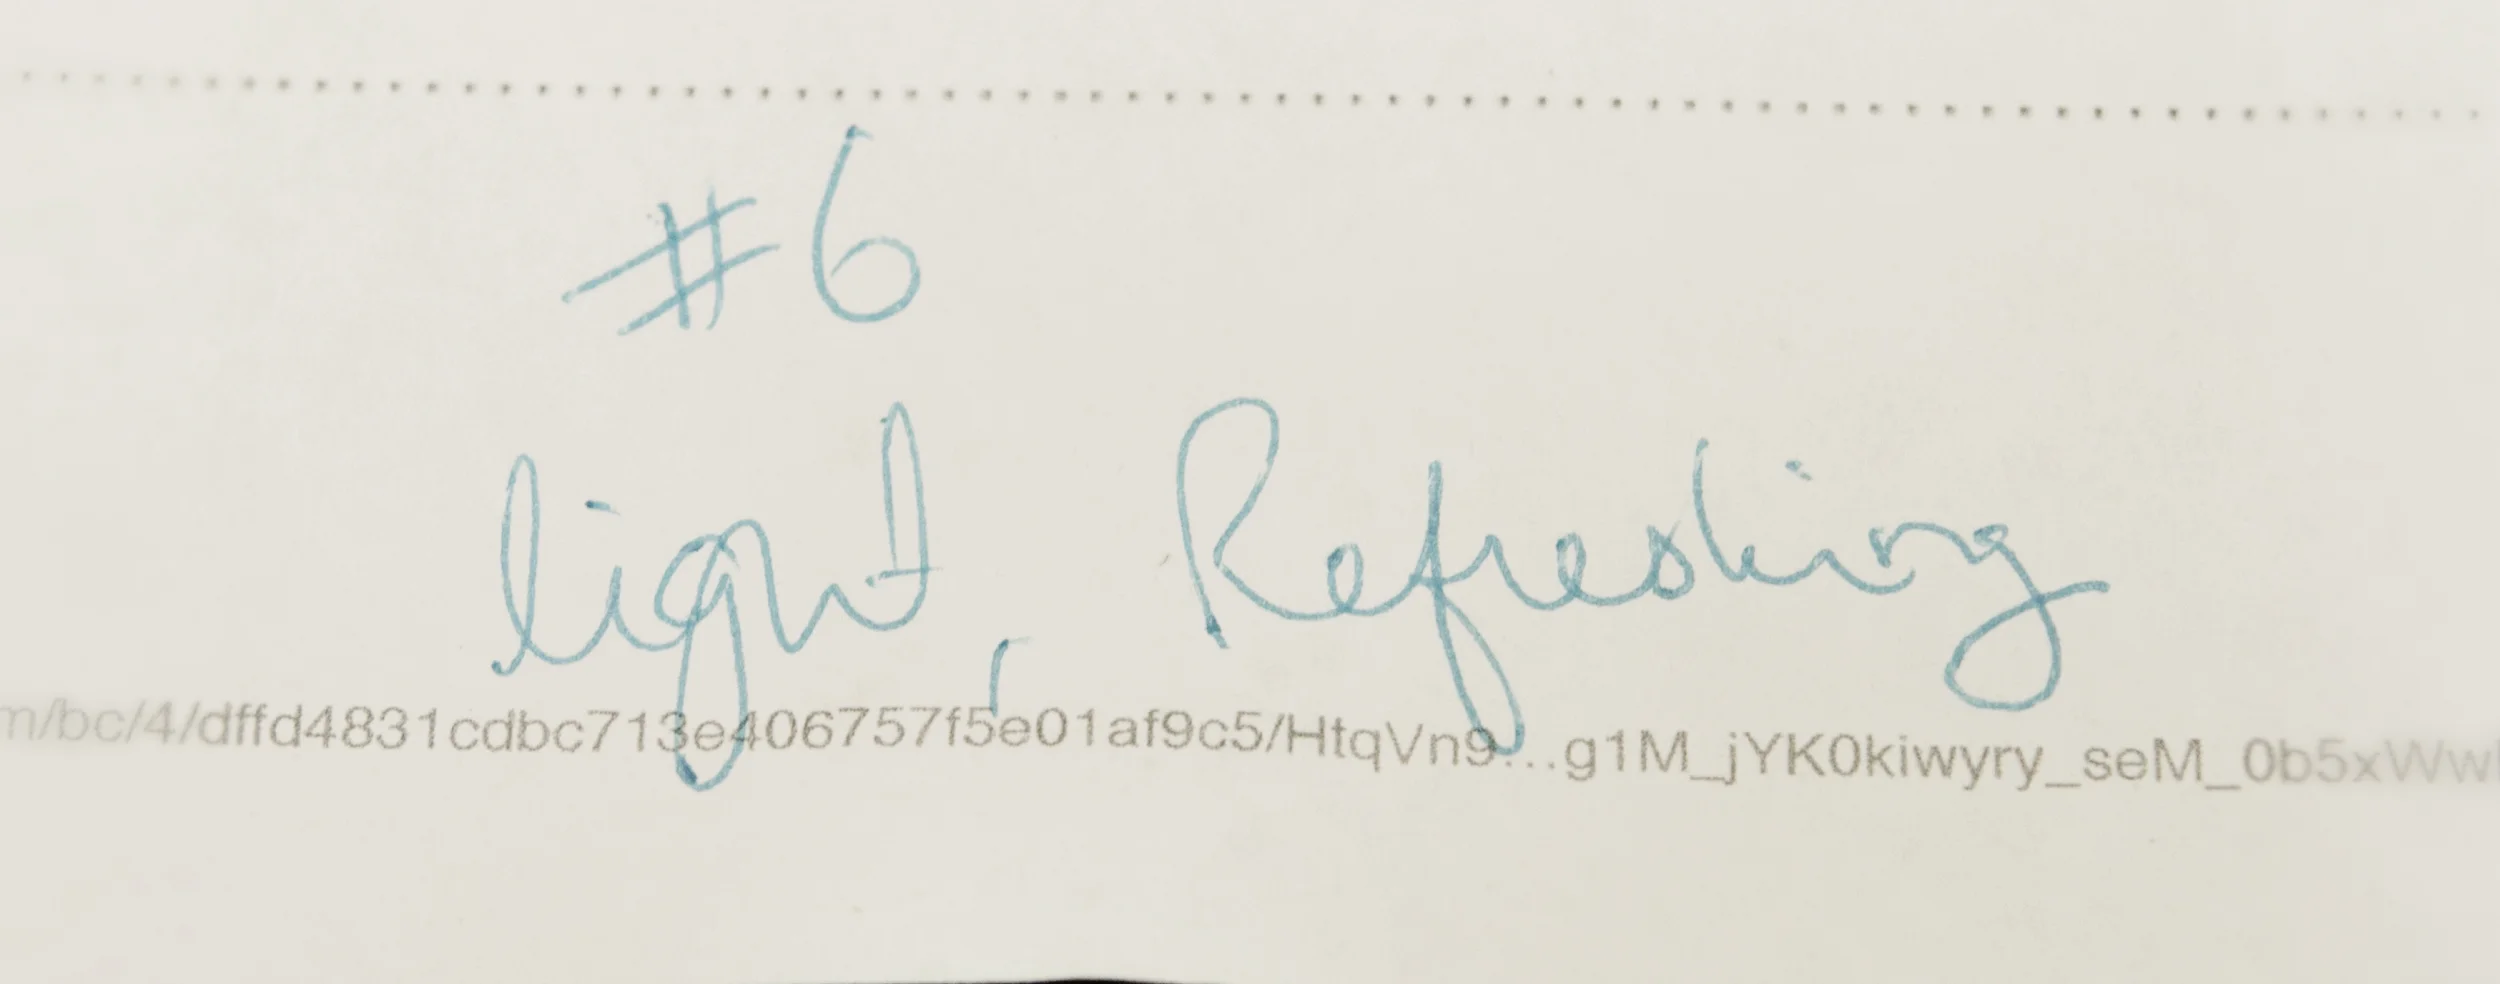 #6
light, Refreshing
m/bc/4/dffd4831cdbc713e406757f5e01af9c5/HtqVn9...g1M_jYK0kiwyry_seM_0b5xWw